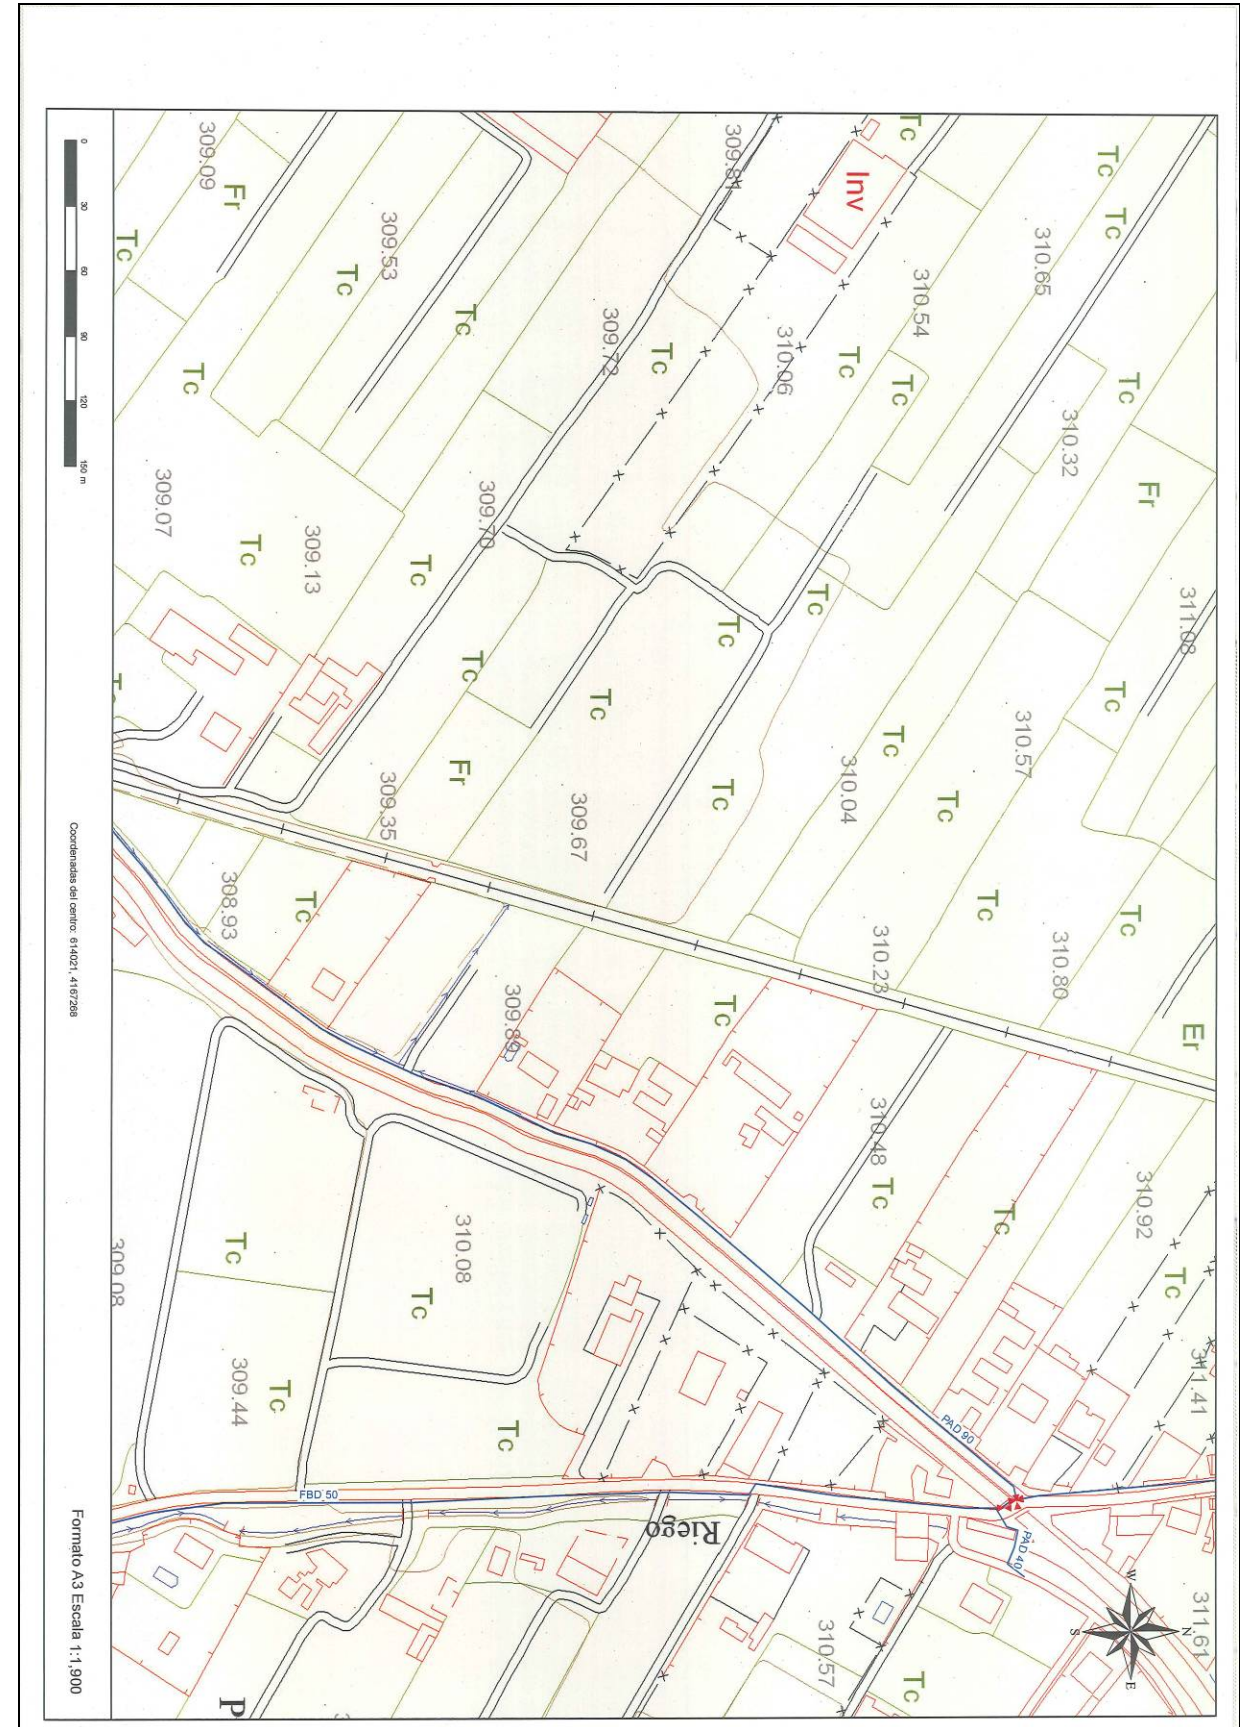 311.61
311.41
Er
N
311.08
Tc
Fr
310.92
Tc
Tc
W
E
Tc
Tc
Tc
S
310.32
310.80
310.65
310.57
PAD 40
Tc
Tc
PAD 90
Tc
310.54
Tc
Tc
Tc
Tc
Tc
310.23
310.48
Inv
Tc
310.04
310.57
Tc
310.06
309.81
Tc
Tc
Tc
Riego
Tc
309.72
Tc
309.67
309.89
Tc
309.70
Tc
Tc
310.08
Fr
Tc
Tc
309.53
309.35
Tc
FBD 50
309.13
Tc
Tc
Tc
309.44
Tc
Fr
P
308.93
309.09
Tc
309.07
Tc
309.08
0 30 60 90 120 150 m
Coordenadas del centro: 614021, 4167268
Formato A3 Escala 1:1,900